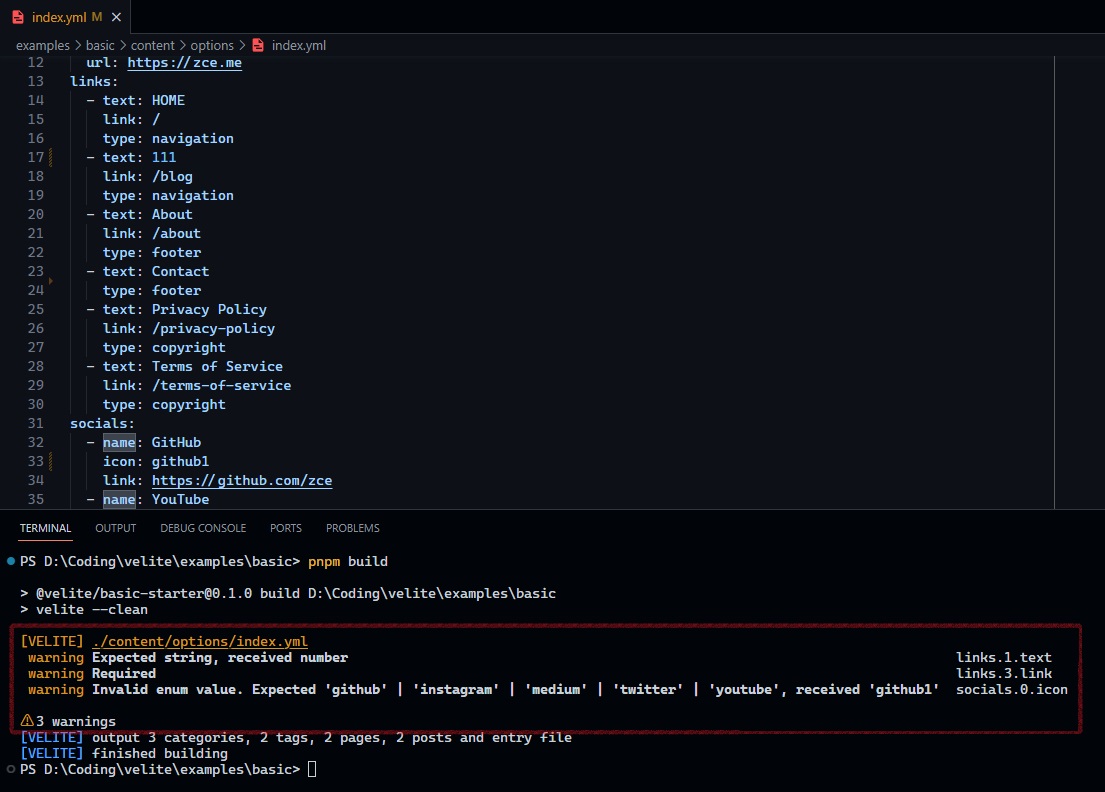 index.yml M ×
examples > basic > content > options > index.yml
12 url: https://zce.me
13 links:
14 - text: HOME
15 link: /
16 type: navigation
17 - text: 111
18 link: /blog
19 type: navigation
20 - text: About
21 link: /about
22 type: footer
23 - text: Contact
24 type: footer
25 - text: Privacy Policy
26 link: /privacy-policy
27 type: copyright
28 - text: Terms of Service
29 link: /terms-of-service
30 type: copyright
31 socials:
32 - name: GitHub
33 icon: github1
34 link: https://github.com/zce
35 - name: YouTube
TERMINAL OUTPUT DEBUG CONSOLE PORTS PROBLEMS
PS D:\Coding\velite\examples\basic> pnpm build
> @velite/basic-starter@0.1.0 build D:\Coding\velite\examples\basic
> velite --clean
[VELITE] ./content/options/index.yml
warning Expected string, received number links.1.text
warning Required links.3.link
warning Invalid enum value. Expected 'github' | 'instagram' | 'medium' | 'twitter' | 'youtube', received 'github1' socials.0.icon
⚠3 warnings
[VELITE] output 3 categories, 2 tags, 2 pages, 2 posts and entry file
[VELITE] finished building
PS D:\Coding\velite\examples\basic>